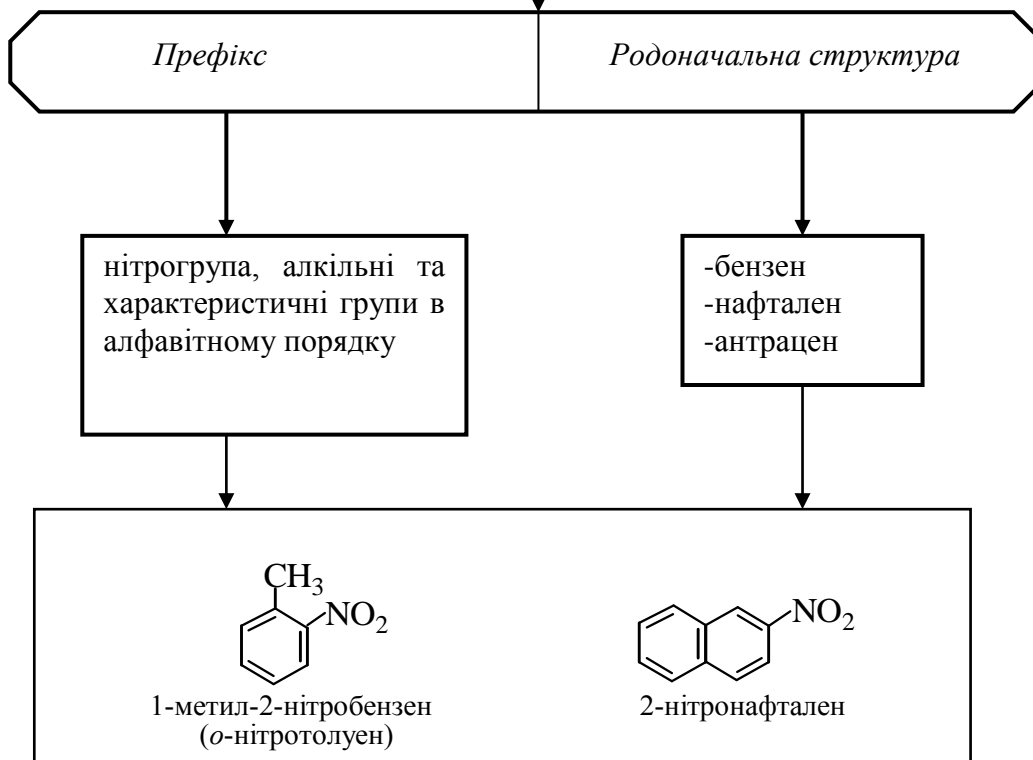 Префікс
Родоначальна структура
нітрогрупа, алкільні та
характеристичні групи в
алфавітному порядку
-бензен
-нафтален
-антрацен
CH3
NO2
1-метил-2-нітробензен
(о-нітротолуен)
NO2
2-нітронафтален